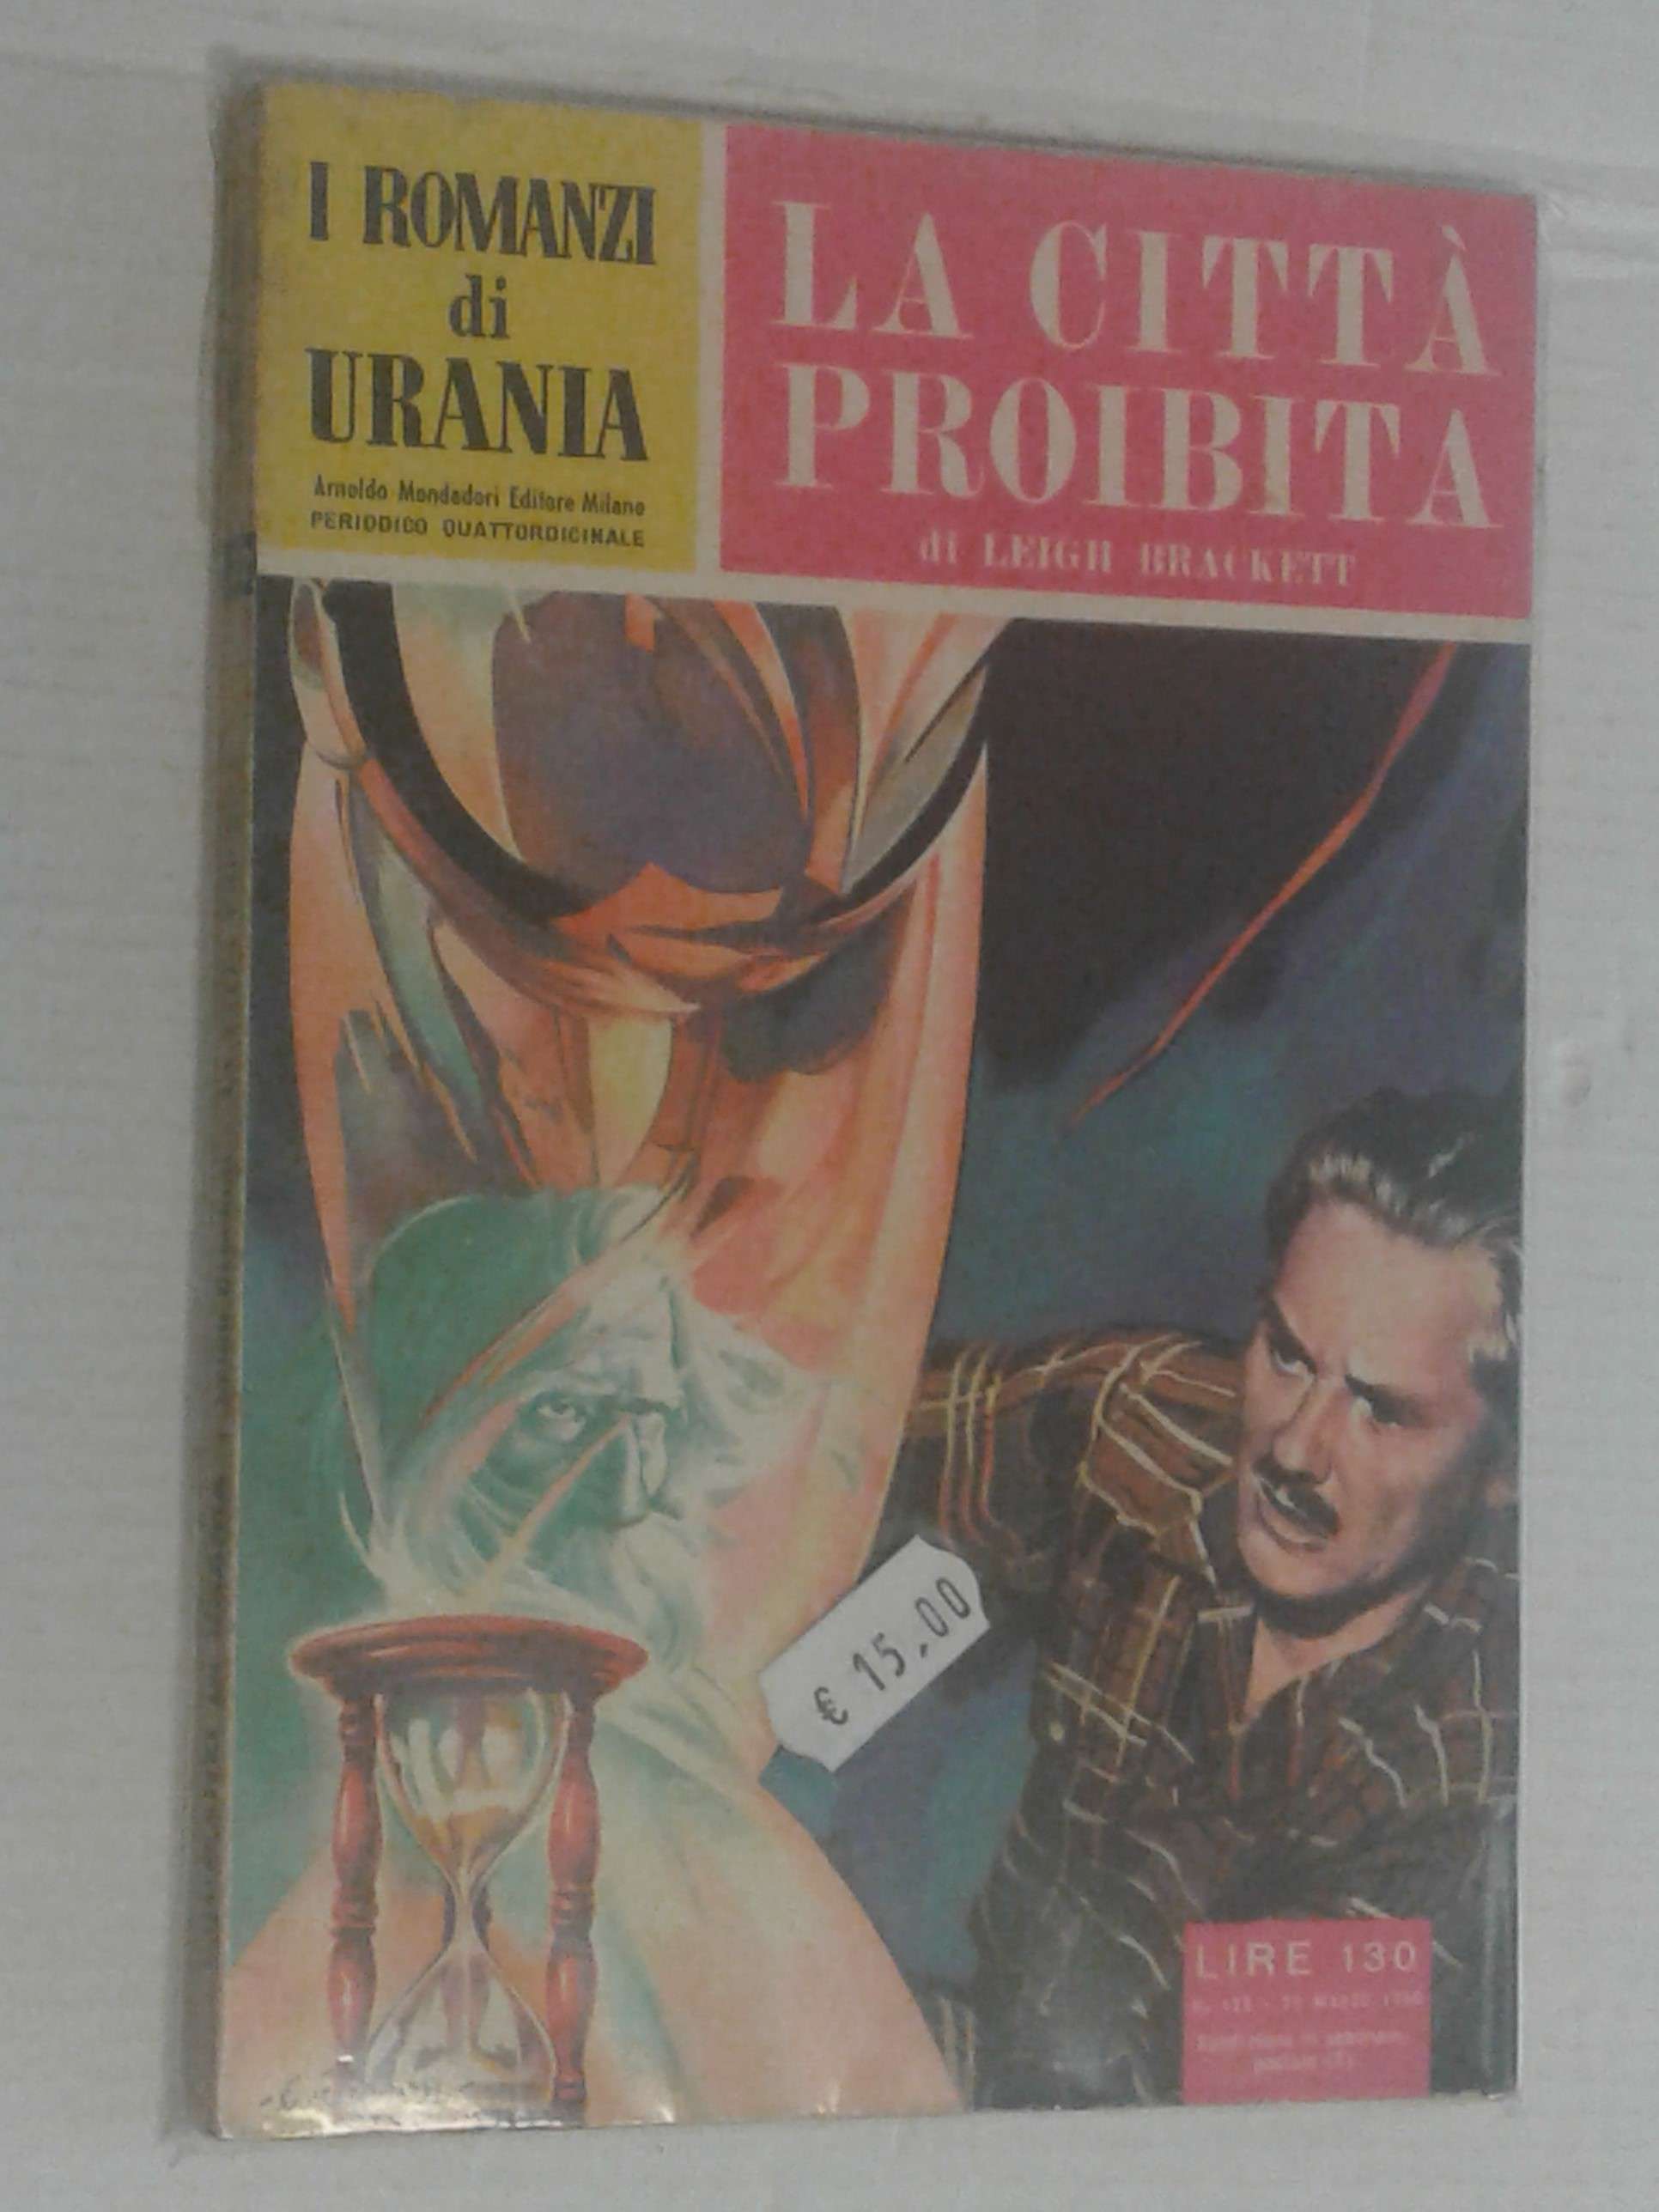 I ROMANZI
di
URANIA
Arnoldo Mondadori Editore Milano
PERIODICO QUATTORDICINALE
LA CITTÀ
PROIBITA
di LEIGH BRACKETT
€ 15,00
LIRE 130